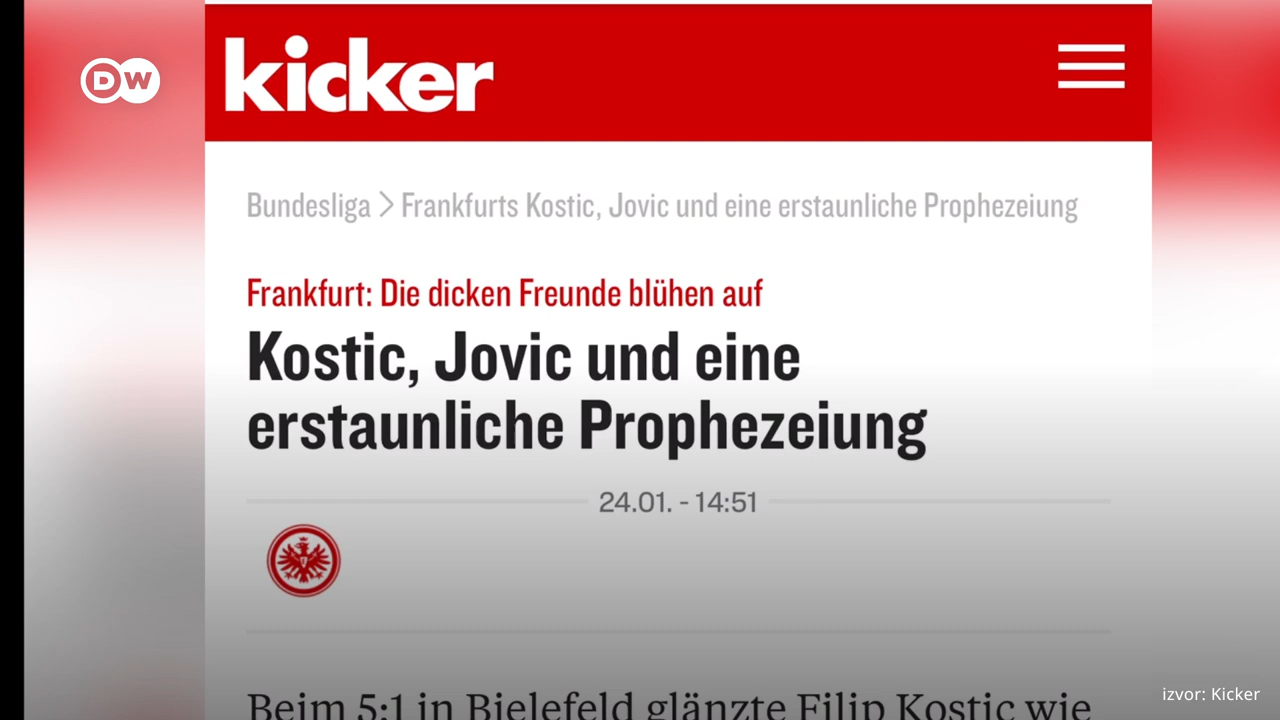 DW
kicker
Bundesliga > Frankfurts Kostic, Jovic und eine erstaunliche Prophezeiung
Frankfurt: Die dicken Freunde blühen auf
Kostic, Jovic und eine
erstaunliche Prophezeiung
24.01. - 14:51
Beim 5:1 in Bielefeld glänzte Filip Kostic wie
izvor: Kicker